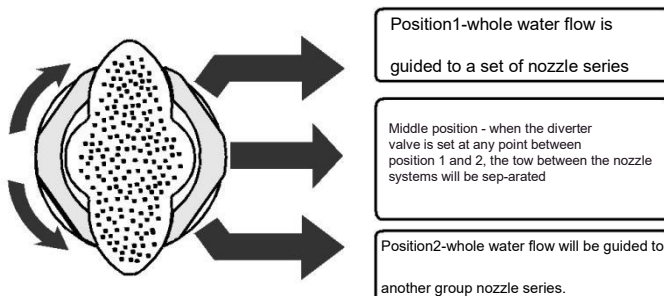 Position1-whole water flow is
guided to a set of nozzle series
Middle position - when the diverter
valve is set at any point between
position 1 and 2, the tow between the nozzle
systems will be sep-arated
Position2-whole water flow will be guided to
another group nozzle series.